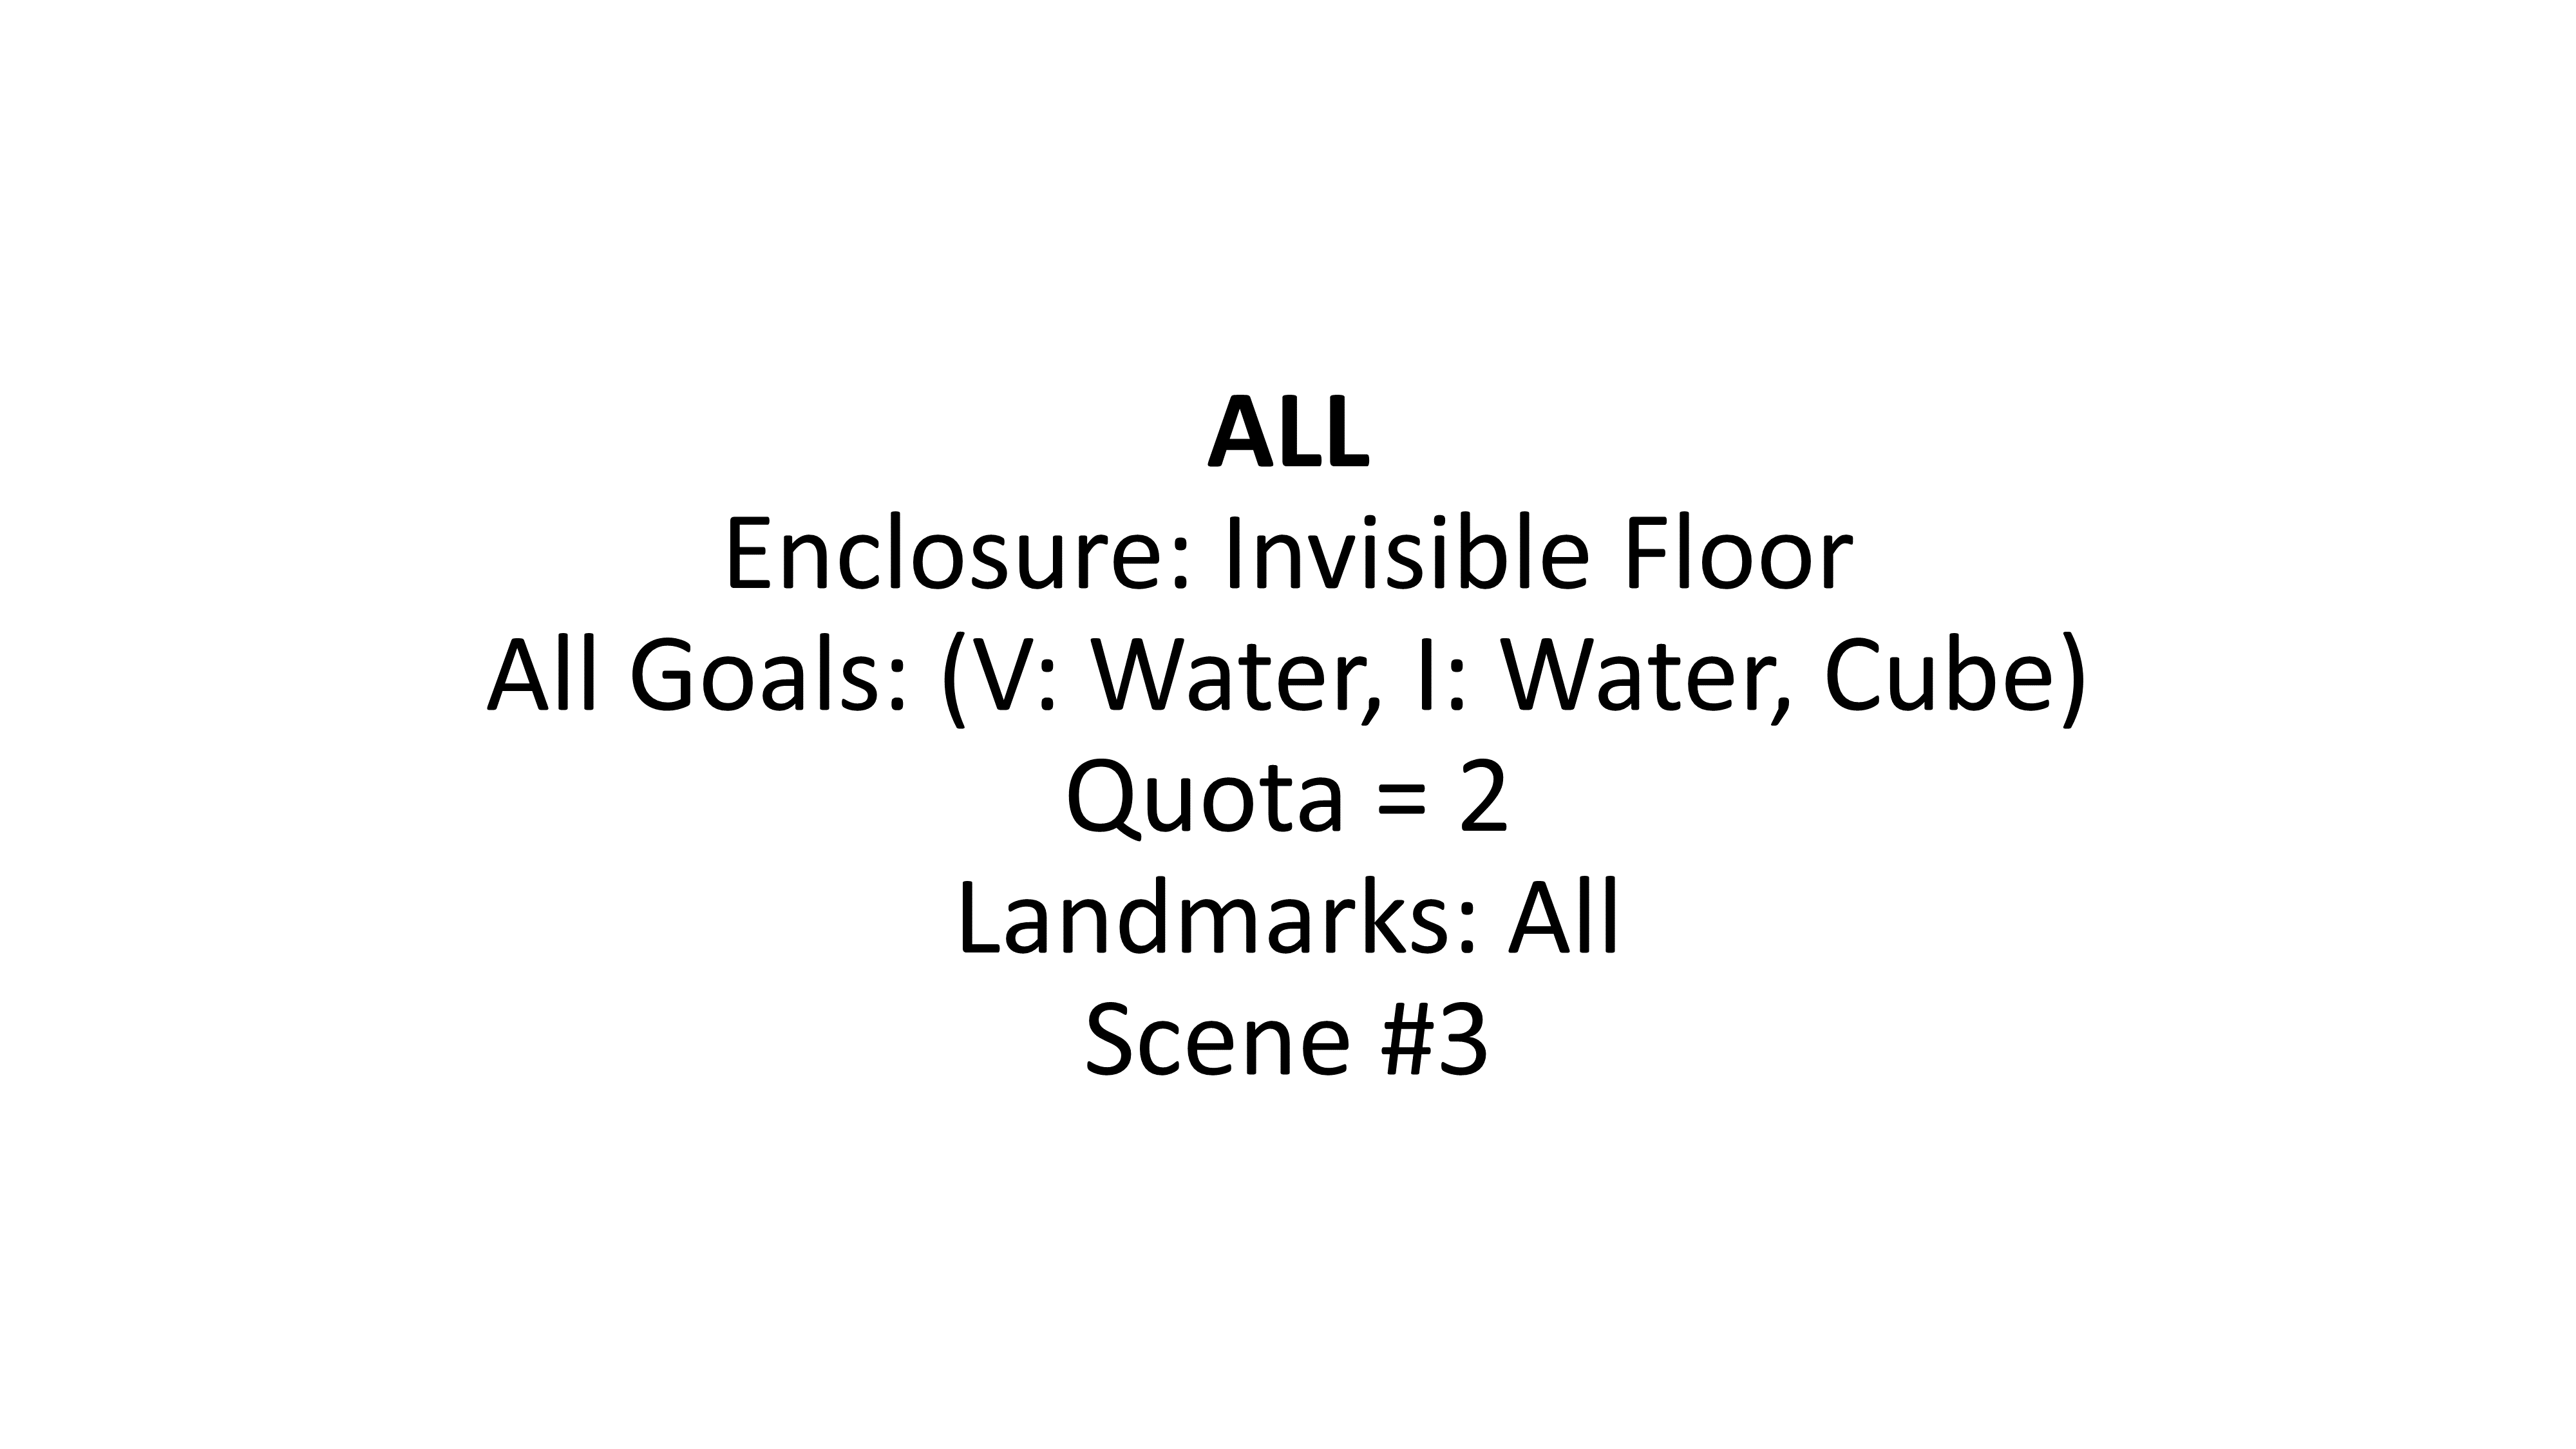 ALL
Enclosure: Invisible Floor
All Goals: (V: Water, I: Water, Cube)
Quota = 2
Landmarks: All
Scene #3